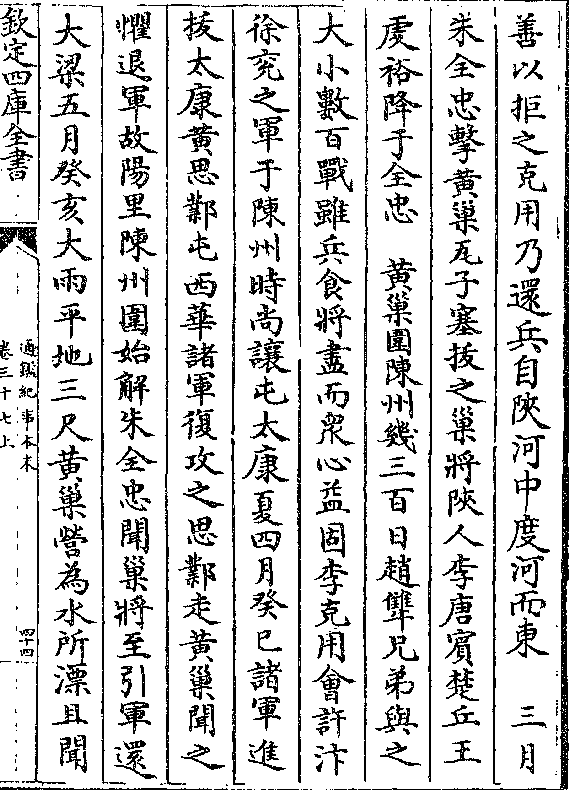 善以拒之克用乃還兵自陜河中度河而東　三月
朱全忠擊黄巢瓦子塞拔之巢將陜人李唐賓楚丘王
䖍裕降于全忠　黄巢圍陳州幾三百日趙犨兄弟與之
大小數百戰雖兵食將盡而衆心益固李克用會許汴
徐兖之軍于陳州時尚讓屯太康夏四月癸巳諸軍進
拔太康黄思鄴屯西華諸軍復攻之思鄴走黄巢聞之
懼退軍故陽里陳州圍始解朱全忠聞巢將至引軍還
大梁五月癸亥大雨平地三尺黄巢營為水所漂且聞
欽定四庫全書
通鑑紀事本末
卷三十七上
四十四